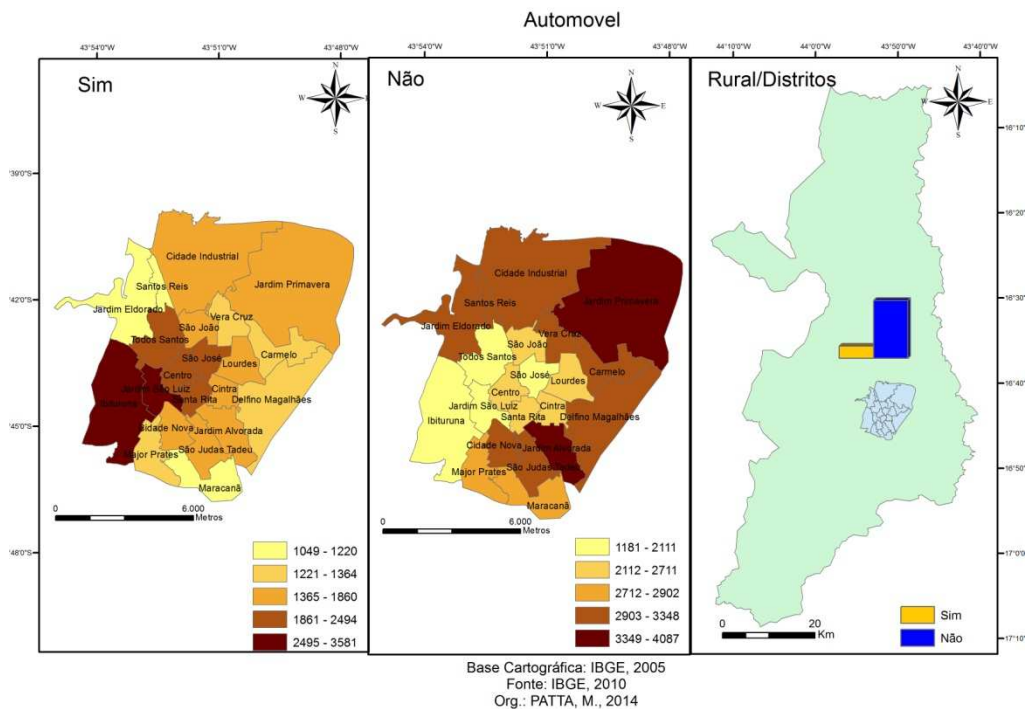 Automovel
43°54'0"W
43°51'0"W
43°48'0"W
Sim
N
W
E
S
39'0"S
42'0"S
45'0"S
48'0"S
Cidade Industrial
Jardim Primavera
Santos Reis
Jardim Eldorado
Vera Cruz
São João
Todos Santos
São José
Carmelo
Lourdes
Centro
Jardim São Luiz
Cintra
Ibituruna
Santa Rita
Delfino Magalhães
Cidade Nova
Jardim Alvorada
São Judas Tadeu
Major Prates
Maracanã
0
6.000
Metros
1049 - 1220
1221 - 1364
1365 - 1860
1861 - 2494
2495 - 3581
43°54'0"W
43°51'0"W
43°48'0"W
Não
N
W
E
S
Cidade Industrial
Jardim Primavera
Santos Reis
Jardim Eldorado
Vera Cruz
São João
Todos Santos
São José
Carmelo
Lourdes
Centro
Jardim São Luiz
Cintra
Ibituruna
Santa Rita
Delfino Magalhães
Cidade Nova
Jardim Alvorada
São Judas Tadeu
Major Prates
Maracanã
0
6.000
Metros
1181 - 2111
2112 - 2711
2712 - 2902
2903 - 3348
3349 - 4087
44°10'0"W
44°0'0"W
43°50'0"W
43°40'0"W
Rural/Distritos
N
W
E
S
16°10'
16°20'
16°30'
16°40'
16°50'
17°0'
17°10'
Sim
Não
0
20
Km
Base Cartográfica: IBGE, 2005
Fonte: IBGE, 2010
Org.: PATTA, M., 2014